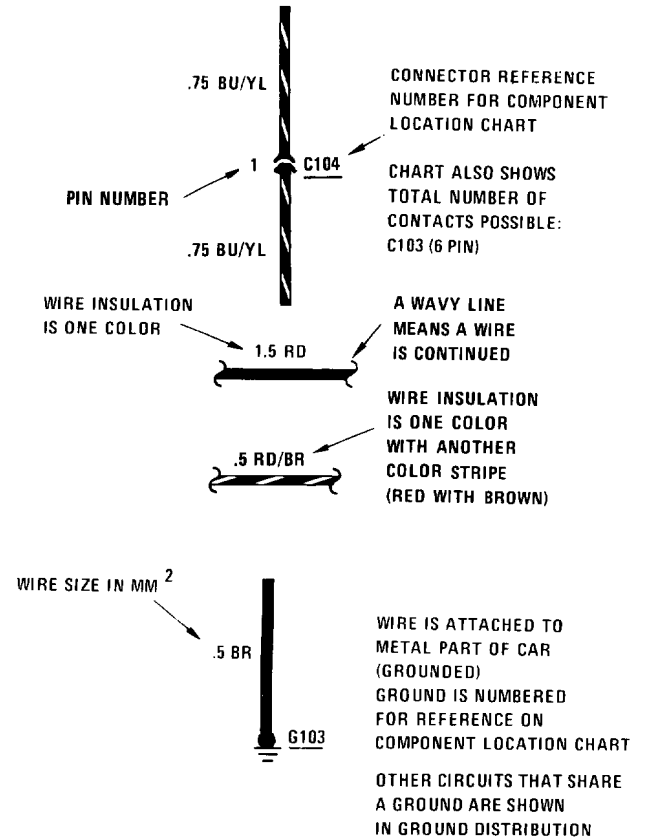 .75 BU/YL
CONNECTOR REFERENCE
NUMBER FOR COMPONENT
LOCATION CHART
1 C104
PIN NUMBER
CHART ALSO SHOWS
TOTAL NUMBER OF
CONTACTS POSSIBLE:
C103 (6 PIN)
.75 BU/YL
WIRE INSULATION
IS ONE COLOR
1.5 RD
A WAVY LINE
MEANS A WIRE
IS CONTINUED
.5 RD/BR
WIRE INSULATION
IS ONE COLOR
WITH ANOTHER
COLOR STRIPE
(RED WITH BROWN)
WIRE SIZE IN MM 2
.5 BR
G103
WIRE IS ATTACHED TO
METAL PART OF CAR
(GROUNDED)
GROUND IS NUMBERED
FOR REFERENCE ON
COMPONENT LOCATION CHART
OTHER CIRCUITS THAT SHARE
A GROUND ARE SHOWN
IN GROUND DISTRIBUTION